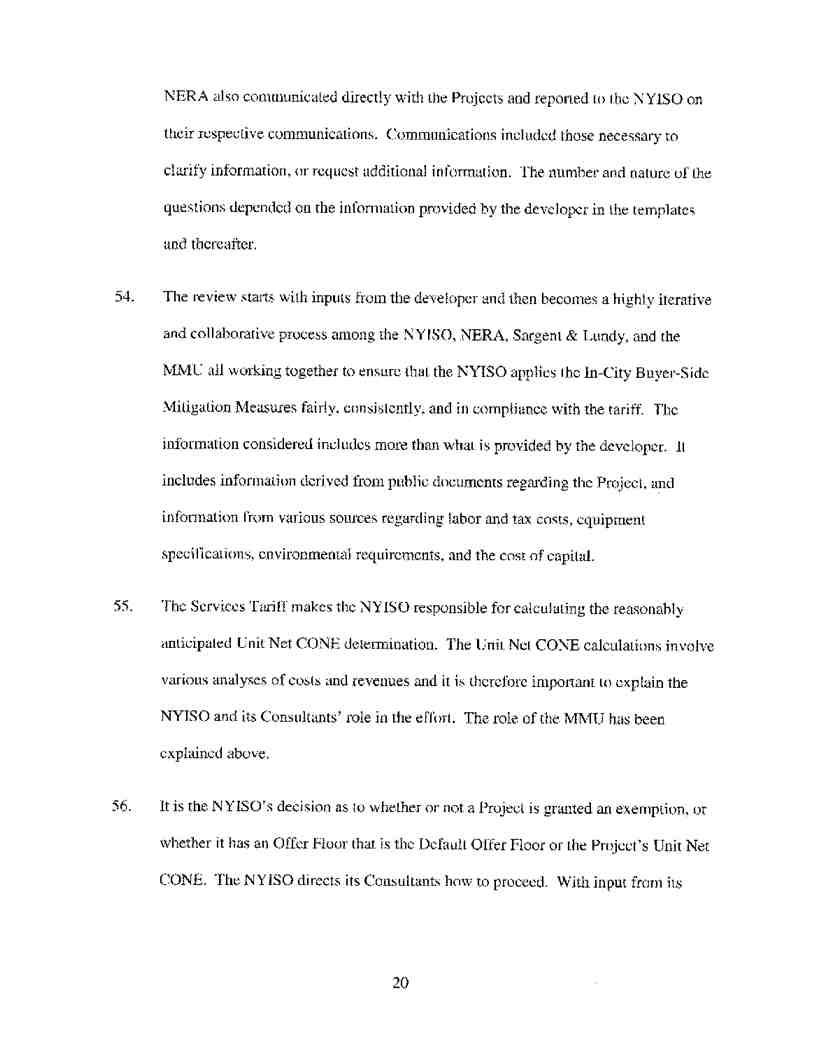 NERA also communicated directly with the Projects and reported to the NYISO on
their respective communications. Communications included those necessary to
clarify information, or request additional information. The number and nature of the
questions depended on the information provided by the developer in the templates
and thereafter.
54. The review starts with inputs from the developer and then becomes a highly iterative
and collaborative process among the NYISO, NERA, Sargent & Lundy, and the
MMU all working together to ensure that the NYISO applies the In-City Buyer-Side
Mitigation Measures fairly, consistently, and in compliance with the tariff. The
information considered includes more than what is provided by the developer. It
includes information derived from public documents regarding the Project, and
information from various sources regarding labor and tax costs, equipment
specifications, environmental requirements, and the cost of capital.
55. The Services Tariff makes the NYISO responsible for calculating the reasonably
anticipated Unit Net CONE determination. The Unit Net CONE calculations involve
various analyses of costs and revenues and it is therefore important to explain the
NYISO and its Consultants' role in the effort. The role of the MMU has been
explained above.
56. It is the NYISO's decision as to whether or not a Project is granted an exemption, or
whether it has an Offer Floor that is the Default Offer Floor or the Project's Unit Net
CONE. The NYISO directs its Consultants how to proceed. With input from its
20